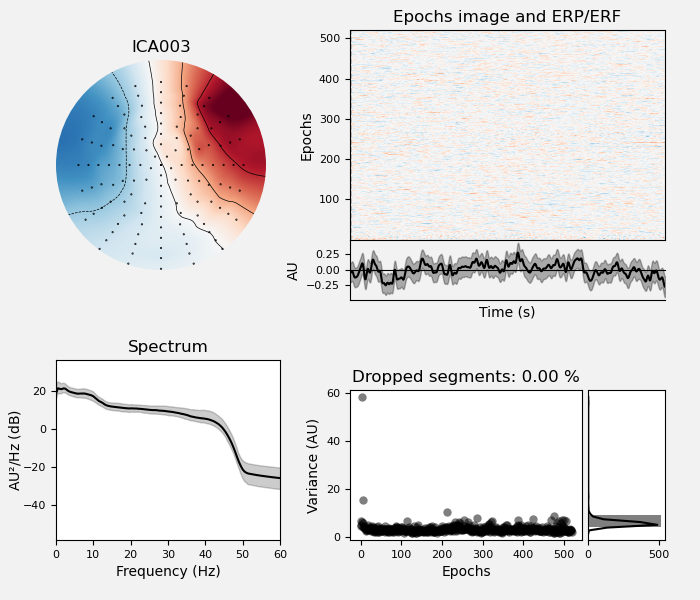 ICA003
Epochs image and ERP/ERF
500
400
300
200
100
Epochs
0.25
0.00
−0.25
AU
Time (s)
Spectrum
20
0
−20
−40
AU²/Hz (dB)
0 10 20 30 40 50 60
Frequency (Hz)
Dropped segments: 0.00 %
60
40
20
0
Variance (AU)
0 100 200 300 400 500
Epochs
0 500